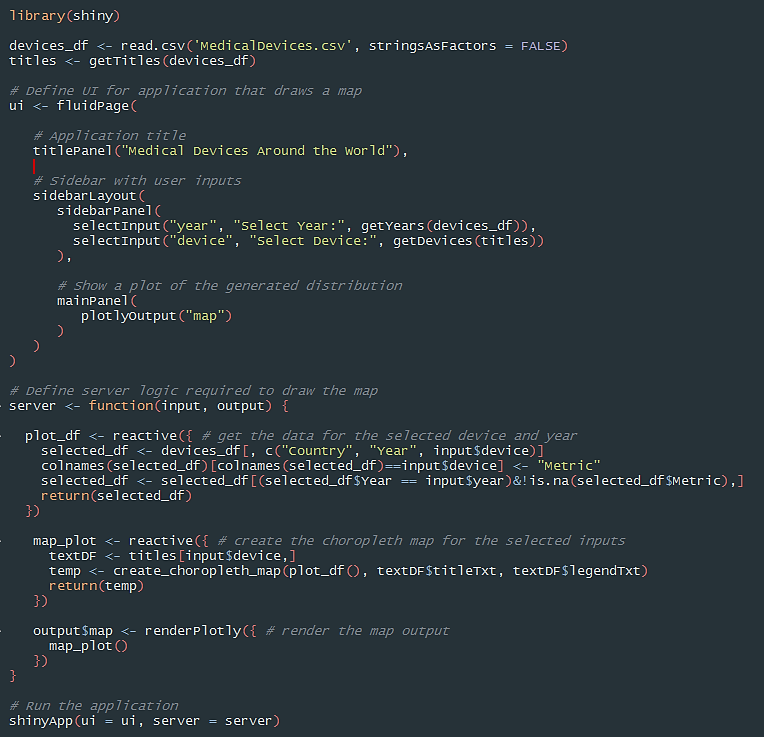 library(shiny)

devices_df <- read.csv('MedicalDevices.csv', stringsAsFactors = FALSE)
titles <- getTitles(devices_df)

# Define UI for application that draws a map
ui <- fluidPage(

   # Application title
   titlePanel("Medical Devices Around the World"),

   # Sidebar with user inputs
   sidebarLayout(
      sidebarPanel(
        selectInput("year", "Select Year:", getYears(devices_df)),
        selectInput("device", "Select Device:", getDevices(titles))
      ),

      # Show a plot of the generated distribution
      mainPanel(
         plotlyOutput("map")
      )
   )
)

# Define server logic required to draw the map
server <- function(input, output) {

  plot_df <- reactive({ # get the data for the selected device and year
    selected_df <- devices_df[, c("Country", "Year", input$device)]
    colnames(selected_df)[colnames(selected_df)==input$device] <- "Metric"
    selected_df <- selected_df[(selected_df$Year == input$year)&!is.na(selected_df$Metric),]
    return(selected_df)
  })

   map_plot <- reactive({ # create the choropleth map for the selected inputs
     textDF <- titles[input$device,]
     temp <- create_choropleth_map(plot_df(), textDF$titleTxt, textDF$legendTxt)
     return(temp)
   })

   output$map <- renderPlotly({ # render the map output
     map_plot()
   })
}

# Run the application
shinyApp(ui = ui, server = server)